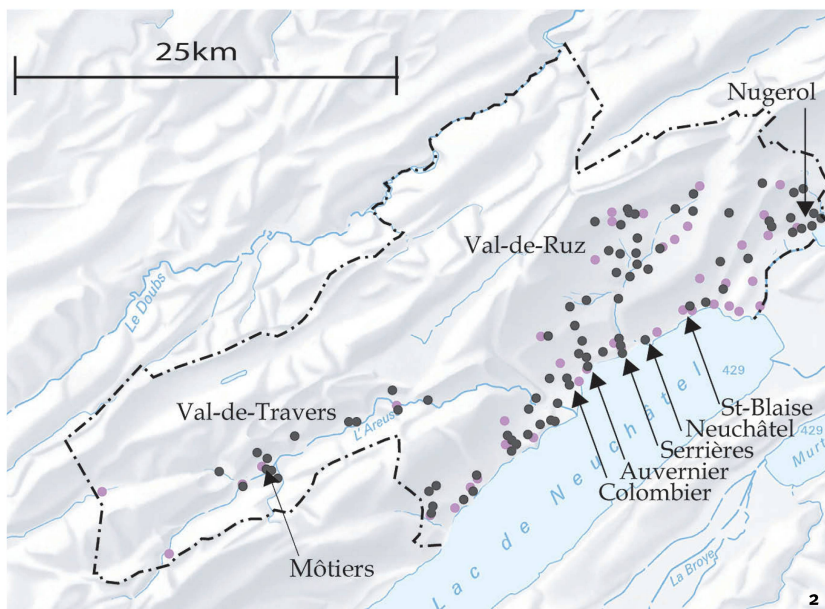 25km
Nugerol
Val-de-Ruz
Le Doubs
Val-de-Travers
L'Areuse
429
St-Blaise
Neuchâtel
Serrières
Auvernier
Colombier
Môtiers
Lac de Neuchâtel
429
Murt
La Broye
2